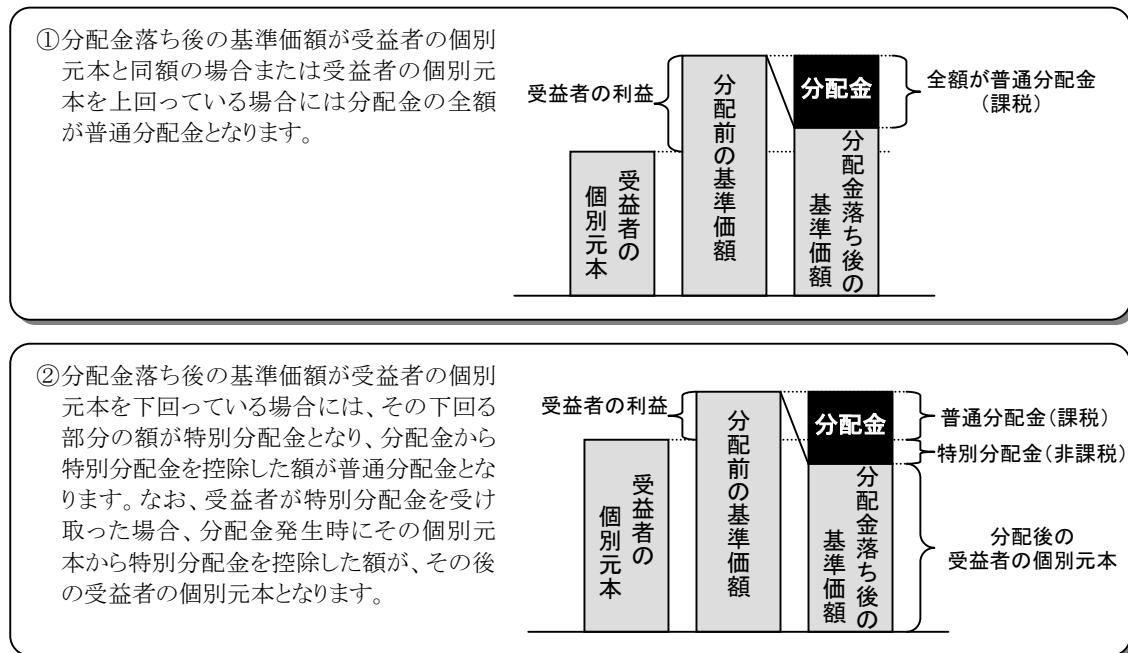 ①分配金落ち後の基準価額が受益者の個別
元本と同額の場合または受益者の個別元
本を上回っている場合には分配金の全額
が普通分配金となります。
受益者の利益
受益者の
個別元本
分配前の基準価額
分配金
分配金落ち後の
基準価額
全額が普通分配金
(課税)
②分配金落ち後の基準価額が受益者の個別
元本を下回っている場合には、その下回る
部分の額が特別分配金となり、分配金から
特別分配金を控除した額が普通分配金とな
ります。なお、受益者が特別分配金を受け
取った場合、分配金発生時にその個別元
本から特別分配金を控除した額が、その後
の受益者の個別元本となります。
受益者の利益
受益者の
個別元本
分配前の基準価額
分配金
分配金落ち後の
基準価額
普通分配金(課税)
特別分配金(非課税)
分配後の
受益者の個別元本